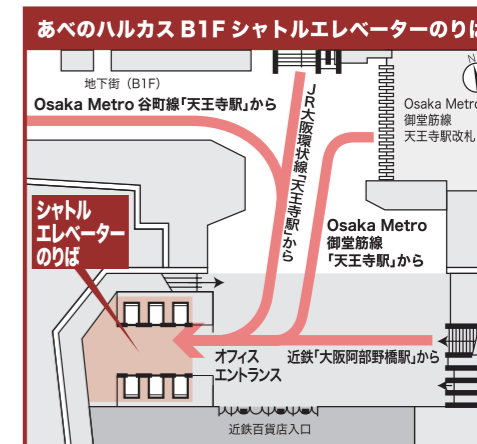 あべのハルカス B1F シャトルエレベーターのりば
地下街（B1F）
Osaka Metro 谷町線「天王寺駅」から
JR大阪環状線「天王寺駅」から
Osaka Metro
御堂筋線
天王寺駅改札
シャトル
エレベーター
のりば
Osaka Metro
御堂筋線
「天王寺駅」から
オフィス
エントランス
近鉄「大阪阿部野橋駅」から
近鉄百貨店入口